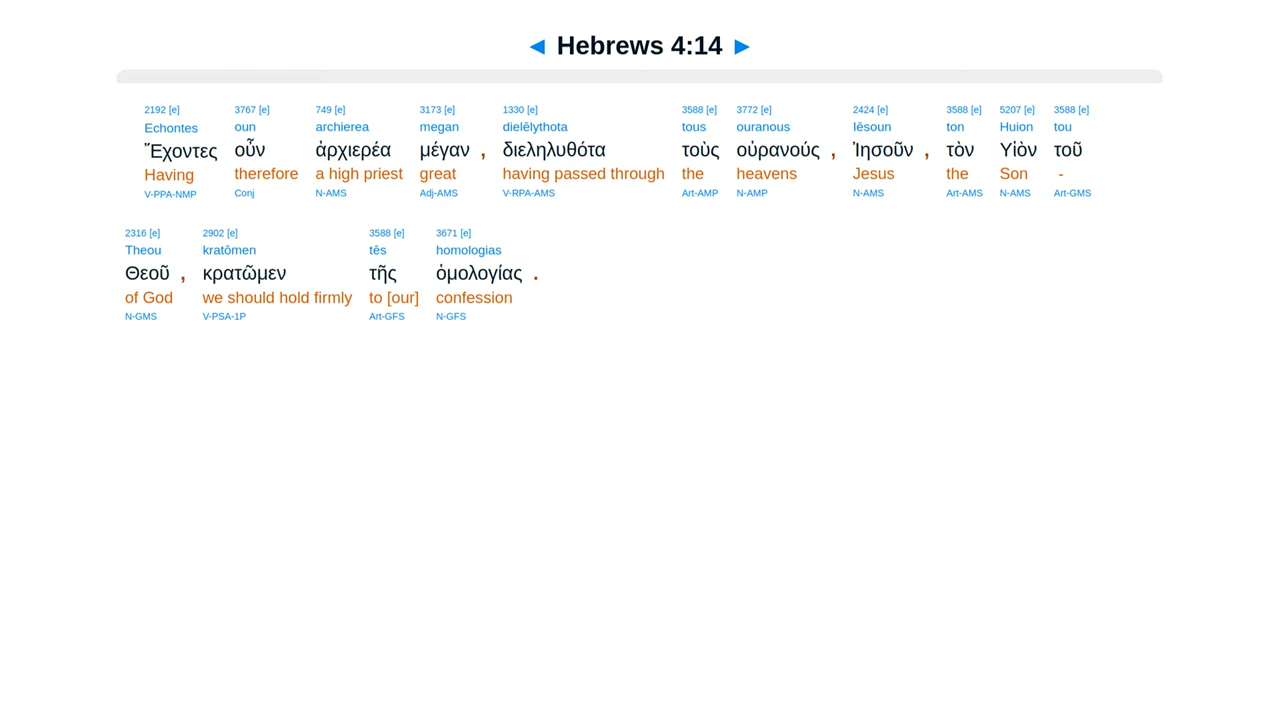 ◄ Hebrews 4:14 ►
2192 [e] 3767 [e] 749 [e] 3173 [e] 1330 [e] 3588 [e] 3772 [e] 2424 [e] 3588 [e] 5207 [e] 3588 [e]
Echontes oun archierea megan dielēlythota tous ouranous Iēsoun ton Huion tou
Ἔχοντες οὖν ἀρχιερέα μέγαν , διεληλυθότα τοὺς οὐρανούς , Ἰησοῦν , τὸν Υἱὸν τοῦ
Having therefore a high priest great having passed through the heavens Jesus the Son -
V-PPA-NMP Conj N-AMS Adj-AMS V-RPA-AMS Art-AMP N-AMP N-AMS Art-AMS N-AMS Art-GMS
2316 [e] 2902 [e] 3588 [e] 3671 [e]
Theou kratōmen tēs homologias
Θεοῦ , κρατῶμεν τῆς ὁμολογίας .
of God we should hold firmly to [our] confession
N-GMS V-PSA-1P Art-GFS N-GFS